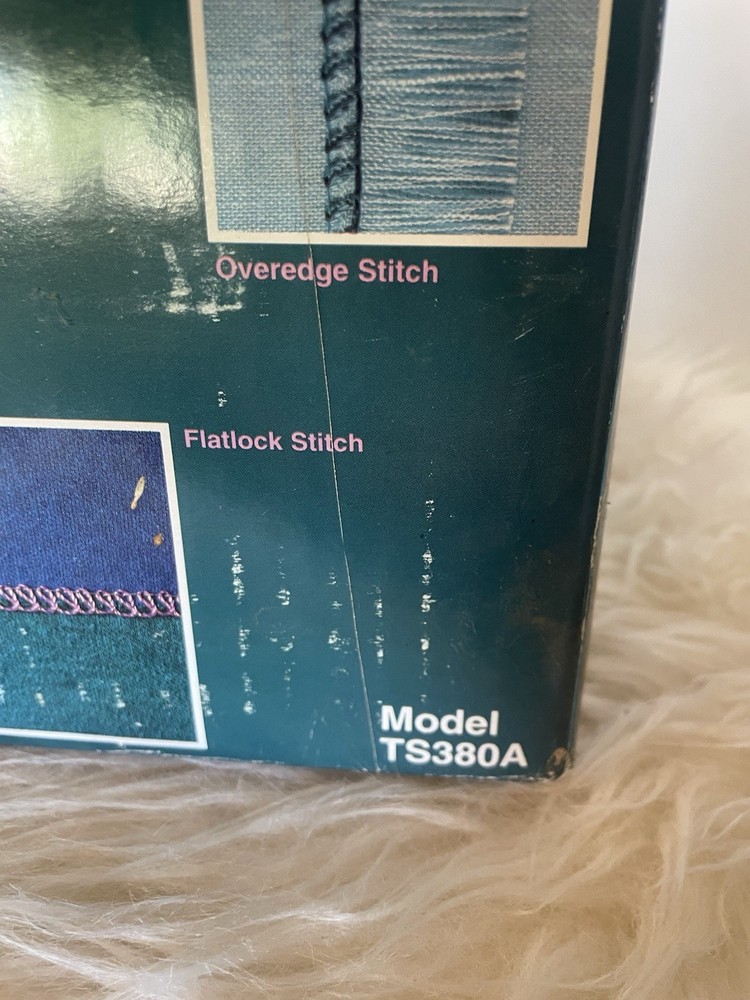 Overedge Stitch
Flatlock Stitch
Model
TS380A